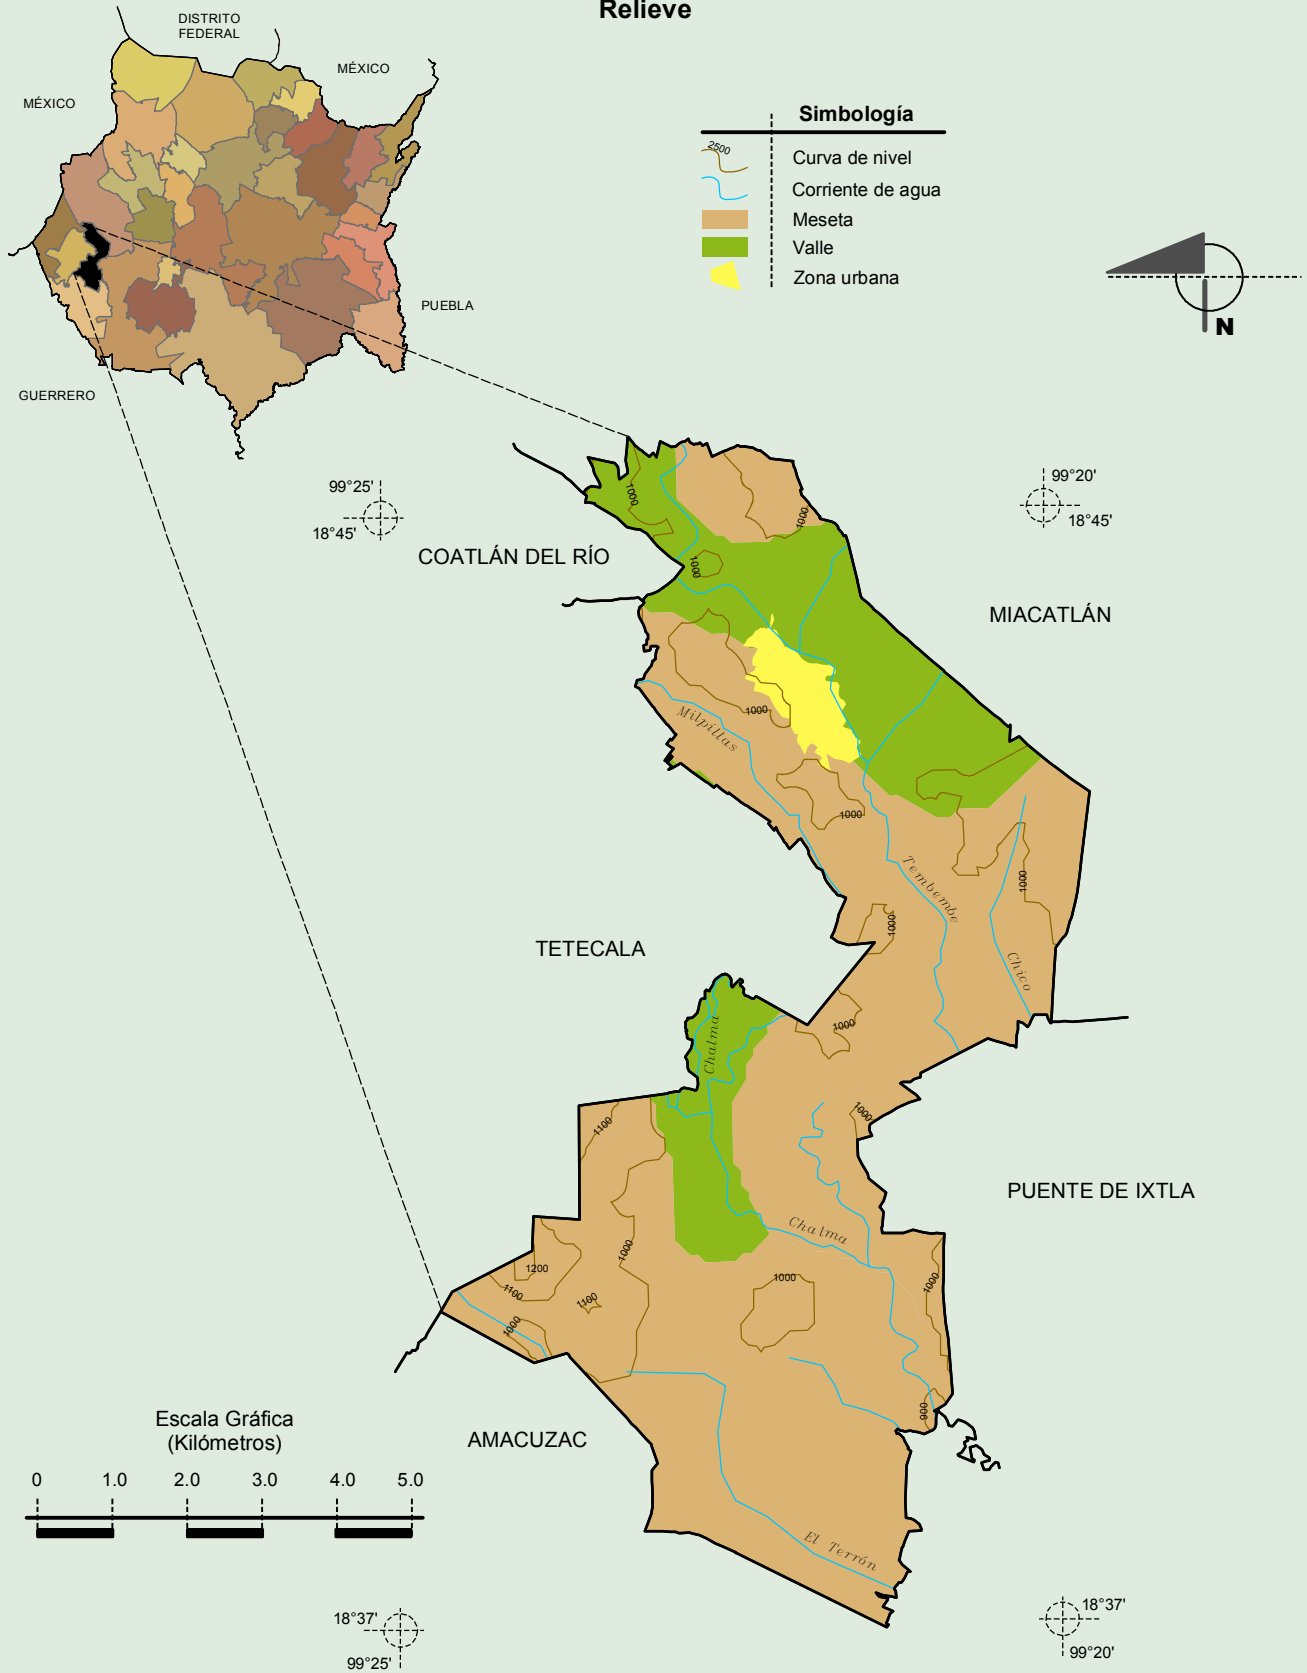 Relieve
DISTRITO
FEDERAL
MÉXICO
MÉXICO
PUEBLA
GUERRERO
Simbología
2500
Curva de nivel
Corriente de agua
Meseta
Valle
Zona urbana
N
99°25'
18°45'
99°20'
18°45'
COATLÁN DEL RÍO
MIACATLÁN
1000
1000
1000
1000
Milpillas
1000
Tembembe
1000
1000
Chico
TETECALA
1000
Chalma
1000
1100
PUENTE DE IXTLA
Chalma
1000
1200
1100
1100
1000
1000
1000
900
AMACUZAC
El Terrón
Escala Gráfica
(Kilómetros)
0 1.0 2.0 3.0 4.0 5.0
18°37'
99°25'
18°37'
99°20'